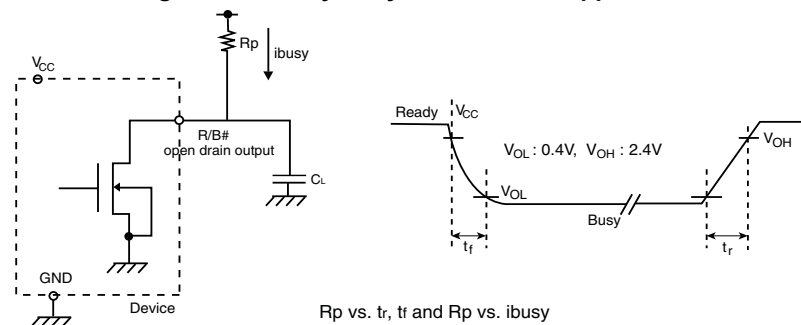 Rp
ibusy
VCC
R/B#
open drain output
CL
GND
Device
Ready
VCC
VOL : 0.4V, VOH : 2.4V
VOH
VOL
Busy
tf
tr
Rp vs. tr, tf and Rp vs. ibusy